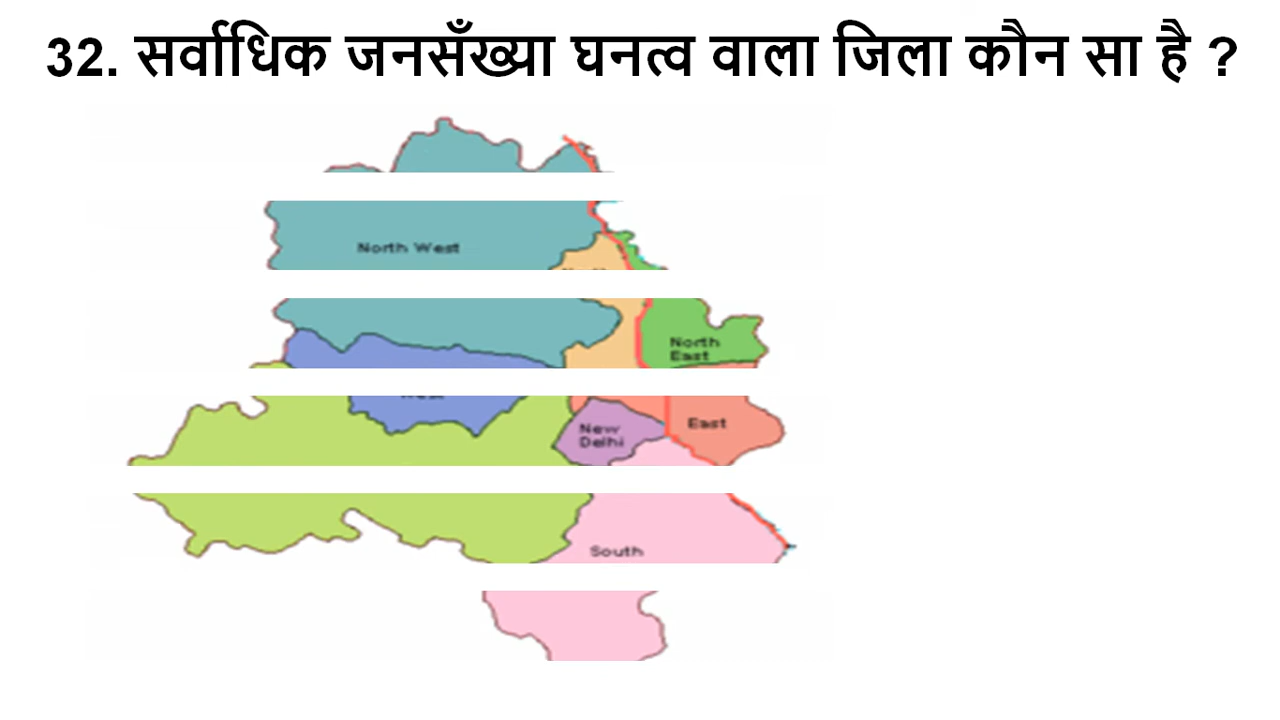 32. सर्वाधिक जनसँख्या घनत्व वाला जिला कौन सा है ?
North West
North
East
New
Delhi
East
South